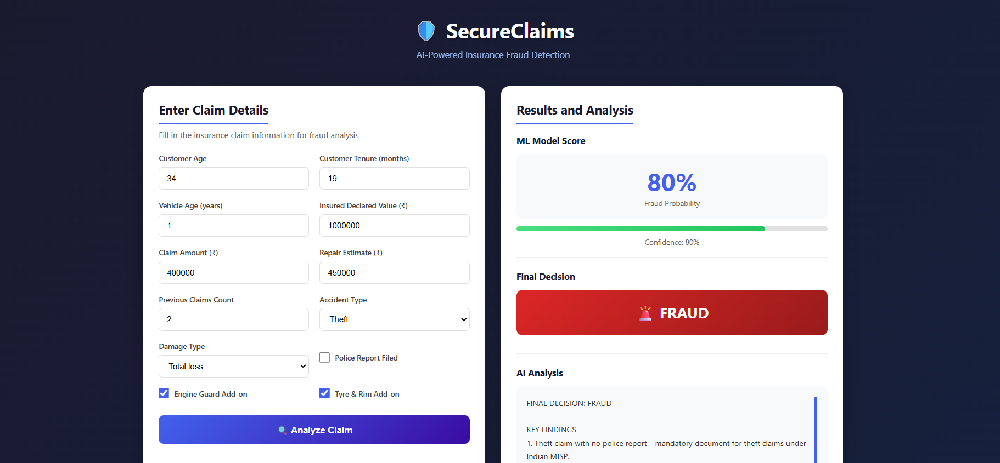 SecureClaims
AI-Powered Insurance Fraud Detection
Enter Claim Details
Fill in the insurance claim information for fraud analysis
Customer Age
Customer Tenure (months)
34
19
Vehicle Age (years)
Insured Declared Value (₹)
1
1000000
Claim Amount (₹)
Repair Estimate (₹)
400000
450000
Previous Claims Count
Accident Type
2
Theft
Damage Type
Total loss
Police Report Filed
Engine Guard Add-on
Tyre & Rim Add-on
Analyze Claim
Results and Analysis
ML Model Score
80%
Fraud Probability
Confidence: 80%
Final Decision
FRAUD
AI Analysis
FINAL DECISION: FRAUD
KEY FINDINGS
1. Theft claim with no police report – mandatory document for theft claims under
Indian MISP.